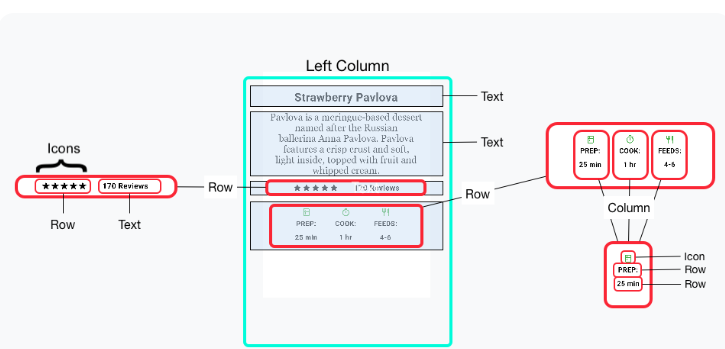 Left Column
Strawberry Pavlova
Text
Pavlova is a meringue-based dessert
named after the Russian
ballerina Anna Pavlova. Pavlova
features a crisp crust and soft,
light inside, topped with fruit and
whipped cream.
Text
Icons
★★★★★ 170 Reviews
Row
Text
Row
★★★★★ 170 Reviews
Row
PREP: COOK: FEEDS:
25 min 1 hr 4-6
PREP: COOK: FEEDS:
25 min 1 hr 4-6
Column
Icon
PREP:
Row
25 min
Row